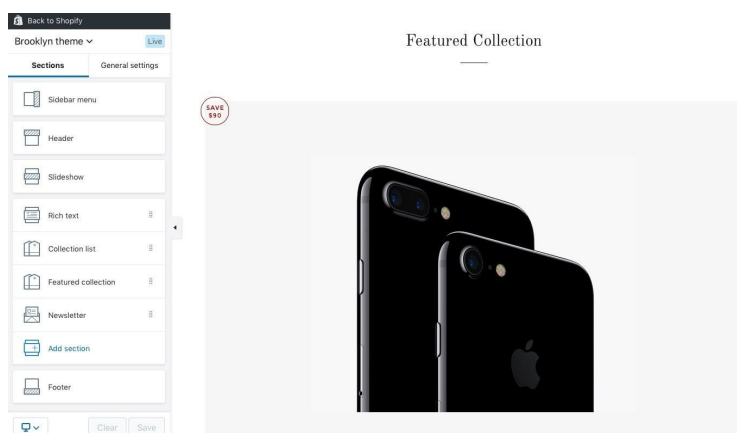 Back to Shopify
Brooklyn theme
Live
Sections
General settings
Sidebar menu
Header
Slideshow
Rich text
Collection list
Featured collection
Newsletter
Add section
Footer
Clear
Save
Featured Collection
SAVE
$90